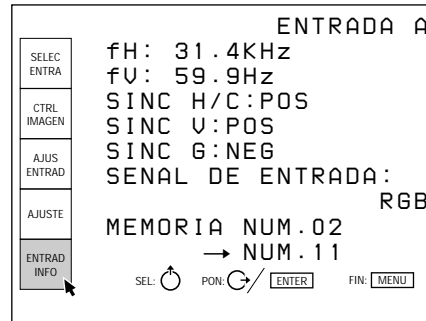 ENTRADA A
SELEC
ENTRA
CTRL
IMAGEN
AJUS
ENTRAD
AJUSTE
ENTRAD
INFO
fH: 31.4KHz
fV: 59.9Hz
SINC H/C:POS
SINC V:POS
SINC G:NEG
SENAL DE ENTRADA:
RGB
MEMORIA NUM.02
→ NUM.11
SEL: PON: / ENTER FIN: MENU